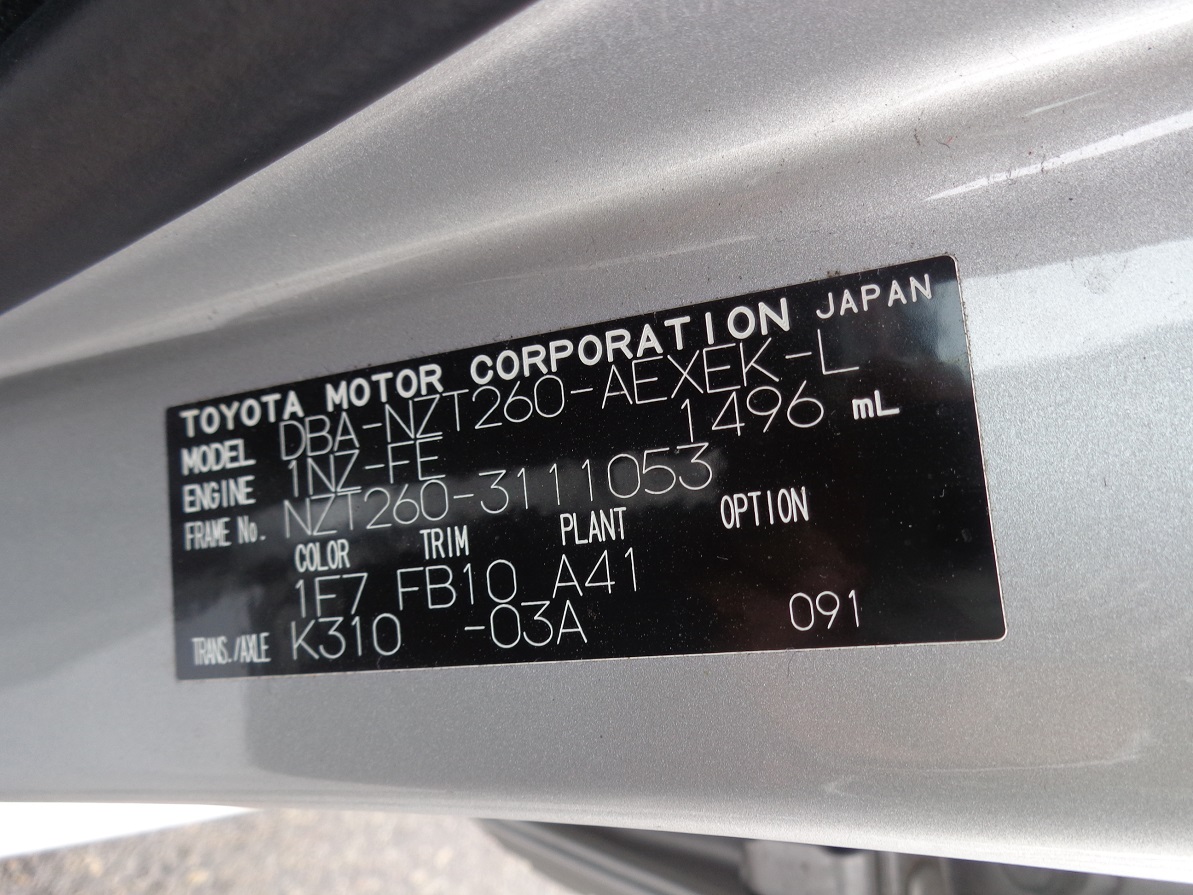 TOYOTA MOTOR CORPORATION JAPAN
MODEL DBA-NZT260-AEXEK-L
ENGINE 1NZ-FE 1496 mL
FRAME No. NZT260-3111053
COLOR TRIM PLANT OPTION
1F7 FB10 A41
TRANS./AXLE K310 -03A 091